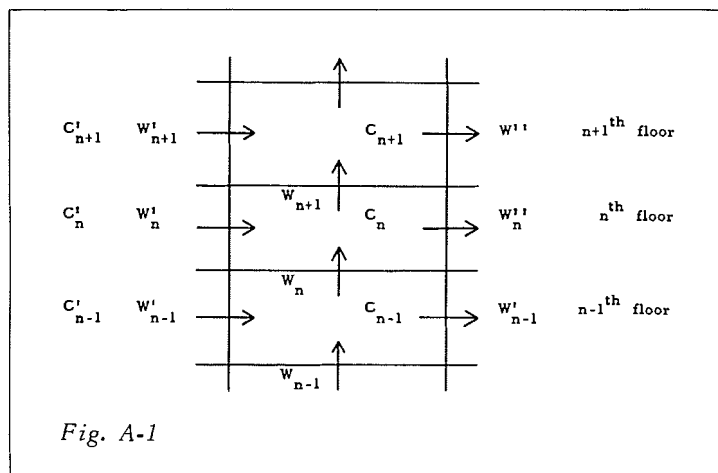 C'n+1 W'n+1 Cn+1 W'' n+1th floor
Wn+1
C'n W'n Cn W''n nth floor
Wn
C'n-1 W'n-1 Cn-1 W'n-1 n-1th floor
Wn-1
Fig. A-1